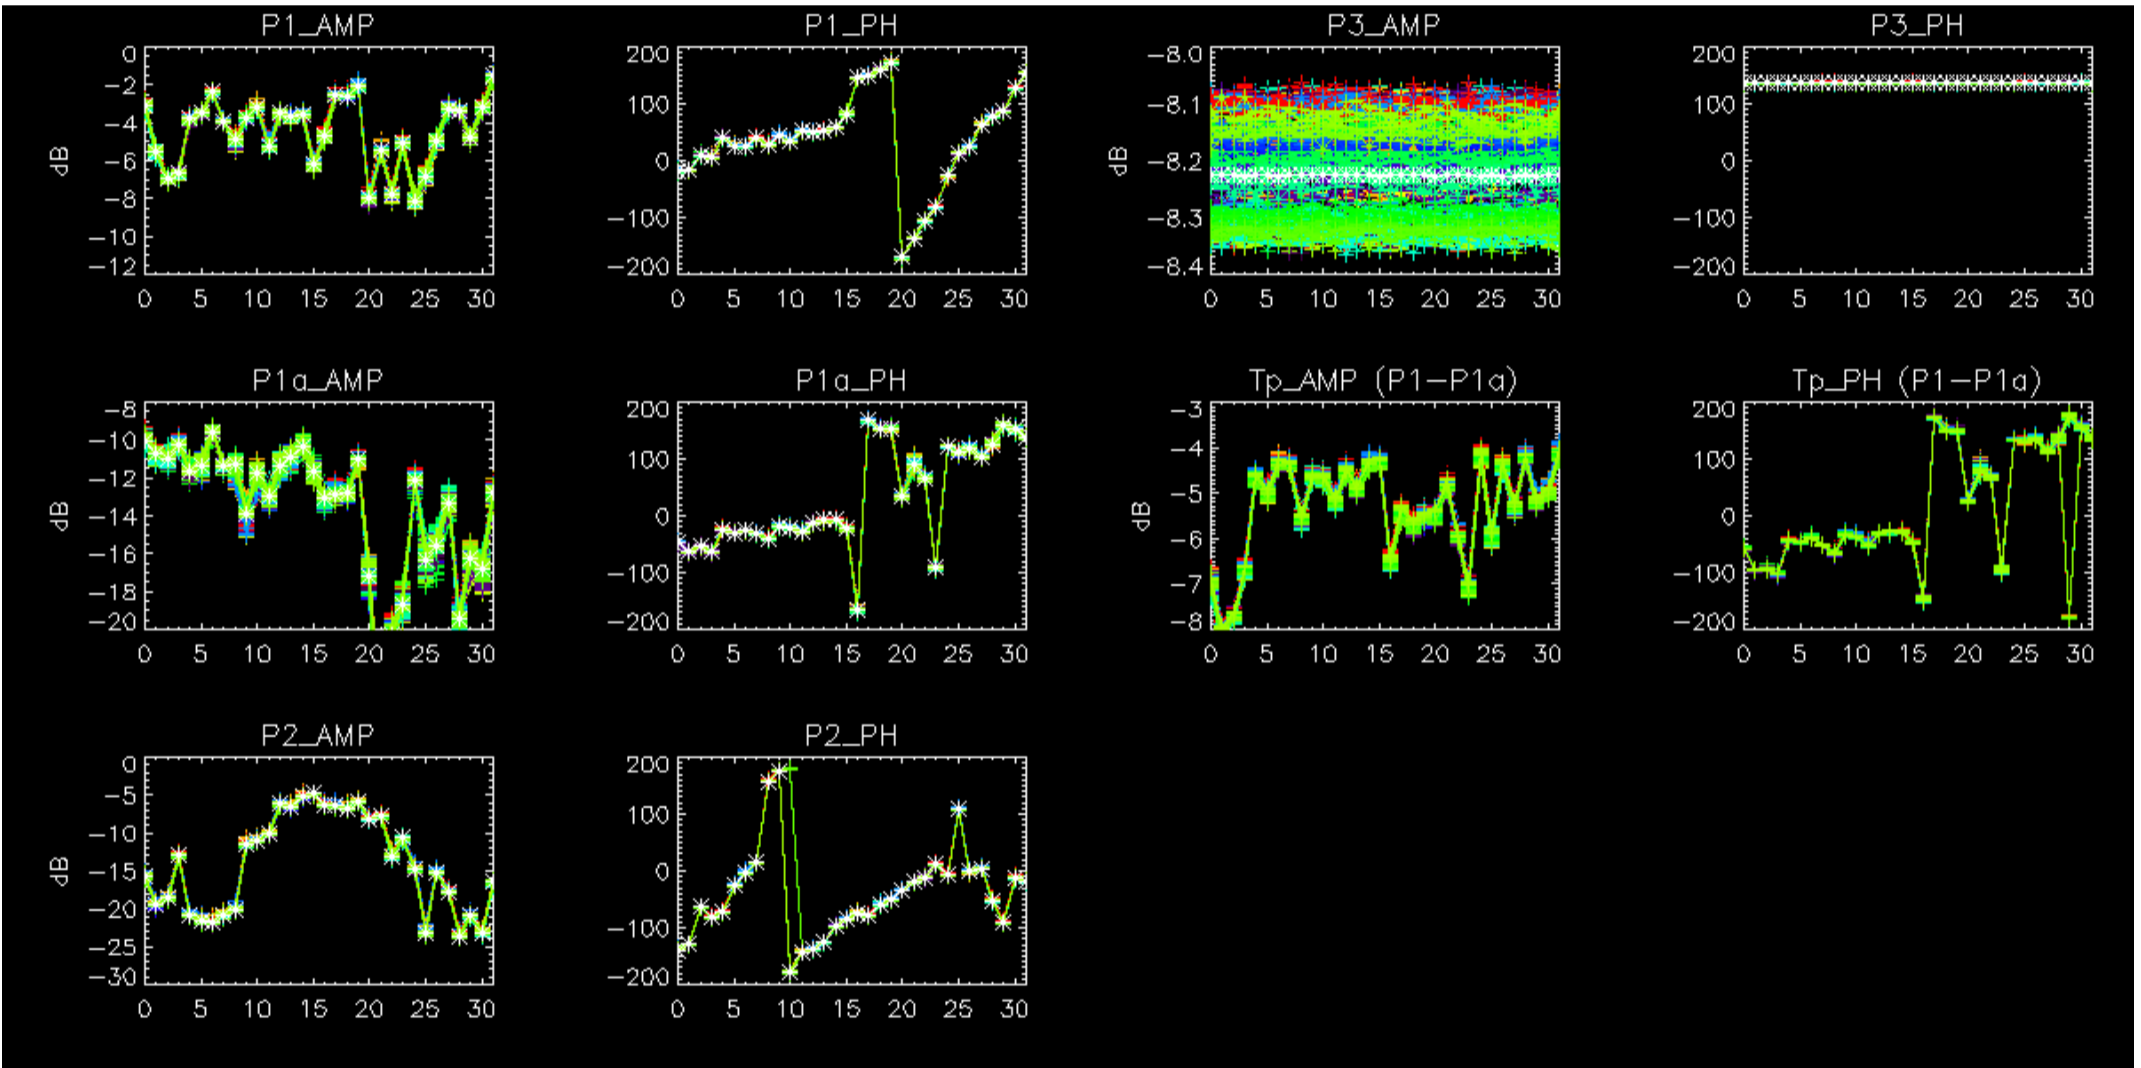 P1_AMP
P1_PH
P3_AMP
P3_PH
0
-2
-4
-6
-8
-10
-12
dB
0 5 10 15 20 25 30
200
100
0
-100
-200
0 5 10 15 20 25 30
-8.0
-8.1
-8.2
-8.3
-8.4
dB
0 5 10 15 20 25 30
200
100
0
-100
-200
0 5 10 15 20 25 30
P1a_AMP
P1a_PH
Tp_AMP (P1-P1a)
Tp_PH (P1-P1a)
-8
-10
-12
-14
-16
-18
-20
dB
0 5 10 15 20 25 30
200
100
0
-100
-200
0 5 10 15 20 25 30
-3
-4
-5
-6
-7
-8
dB
0 5 10 15 20 25 30
200
100
0
-100
-200
0 5 10 15 20 25 30
P2_AMP
P2_PH
0
-5
-10
-15
-20
-25
-30
dB
0 5 10 15 20 25 30
200
100
0
-100
-200
0 5 10 15 20 25 30